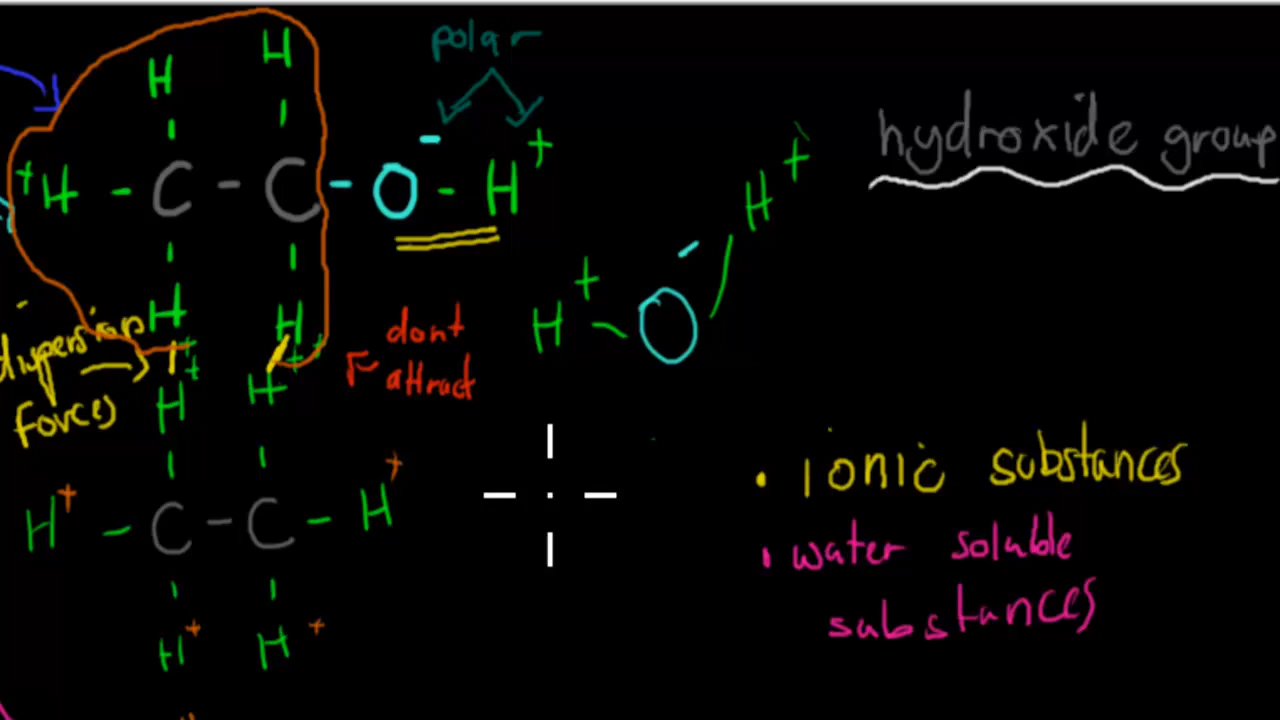 polar
hydroxide group
H H
+H - C - C - O⁻ - H⁺
H H
H⁺ - O⁻ - H⁺
dispersion
forces
dont
attract
+ + + +
H H
H⁺ - C - C - H⁺
H⁺ H⁺
• ionic substances
• water soluble
substances